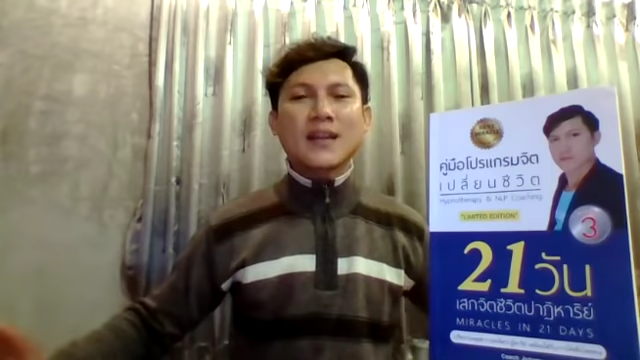 คู่มือโปรแกรมจิต
เปลี่ยนชีวิต
Hypnotherapy & NLP Coaching
"LIMITED EDITION"
3
21 วัน
เสกจิตชีวิตปาฏิหาริย์
MIRACLES IN 21 DAYS